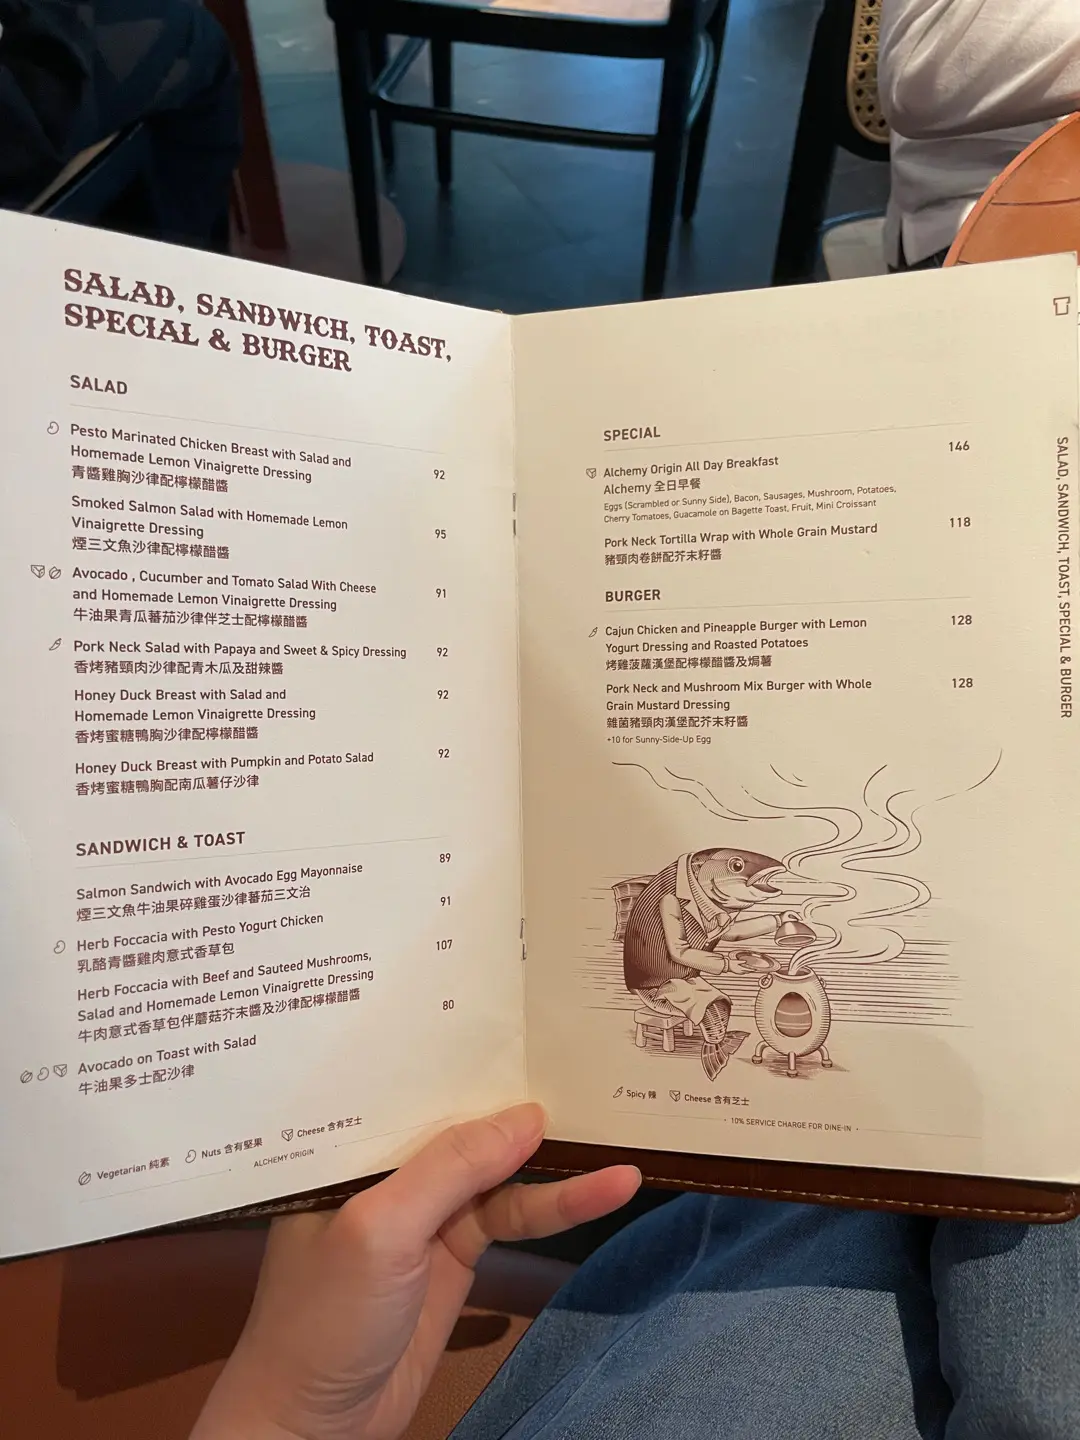 SALAD, SANDWICH, TOAST,
SPECIAL & BURGER
SALAD
Pesto Marinated Chicken Breast with Salad and
Homemade Lemon Vinaigrette Dressing 92
青醬雞胸沙律配檸檬醋醬
Smoked Salmon Salad with Homemade Lemon
Vinaigrette Dressing 95
煙三文魚沙律配檸檬醋醬
Avocado , Cucumber and Tomato Salad With Cheese
and Homemade Lemon Vinaigrette Dressing 91
牛油果青瓜蕃茄沙律伴芝士配檸檬醋醬
Pork Neck Salad with Papaya and Sweet & Spicy Dressing 92
香烤豬頸肉沙律配青木瓜及甜辣醬
Honey Duck Breast with Salad and 92
Homemade Lemon Vinaigrette Dressing
香烤蜜糖鴨胸沙律配檸檬醋醬
Honey Duck Breast with Pumpkin and Potato Salad 92
香烤蜜糖鴨胸配南瓜薯仔沙律
SANDWICH & TOAST
Salmon Sandwich with Avocado Egg Mayonnaise 89
煙三文魚牛油果碎雞蛋沙律蕃茄三文治
Herb Foccacia with Pesto Yogurt Chicken 91
乳酪青醬雞肉意式香草包
Herb Foccacia with Beef and Sauteed Mushrooms, 107
Salad and Homemade Lemon Vinaigrette Dressing
牛肉意式香草包伴蘑菇芥末醬及沙律配檸檬醋醬
Avocado on Toast with Salad 80
牛油果多士配沙律
Vegetarian 純素 Nuts 含有堅果 Cheese 含有芝士
ALCHEMY ORIGIN
SPECIAL
Alchemy Origin All Day Breakfast 146
Alchemy 全日早餐
Eggs (Scrambled or Sunny Side), Bacon, Sausages, Mushroom, Potatoes,
Cherry Tomatoes, Guacamole on Bagette Toast, Fruit, Mini Croissant
Pork Neck Tortilla Wrap with Whole Grain Mustard 118
豬頸肉卷餅配芥末籽醬
BURGER
Cajun Chicken and Pineapple Burger with Lemon 128
Yogurt Dressing and Roasted Potatoes
烤雞菠蘿漢堡配檸檬醋醬及焗薯
Pork Neck and Mushroom Mix Burger with Whole 128
Grain Mustard Dressing
雜菌豬頸肉漢堡配芥末籽醬
+10 for Sunny-Side-Up Egg
Spicy 辣 Cheese 含有芝士
• 10% SERVICE CHARGE FOR DINE-IN •
SALAD, SANDWICH, TOAST, SPECIAL & BURGER